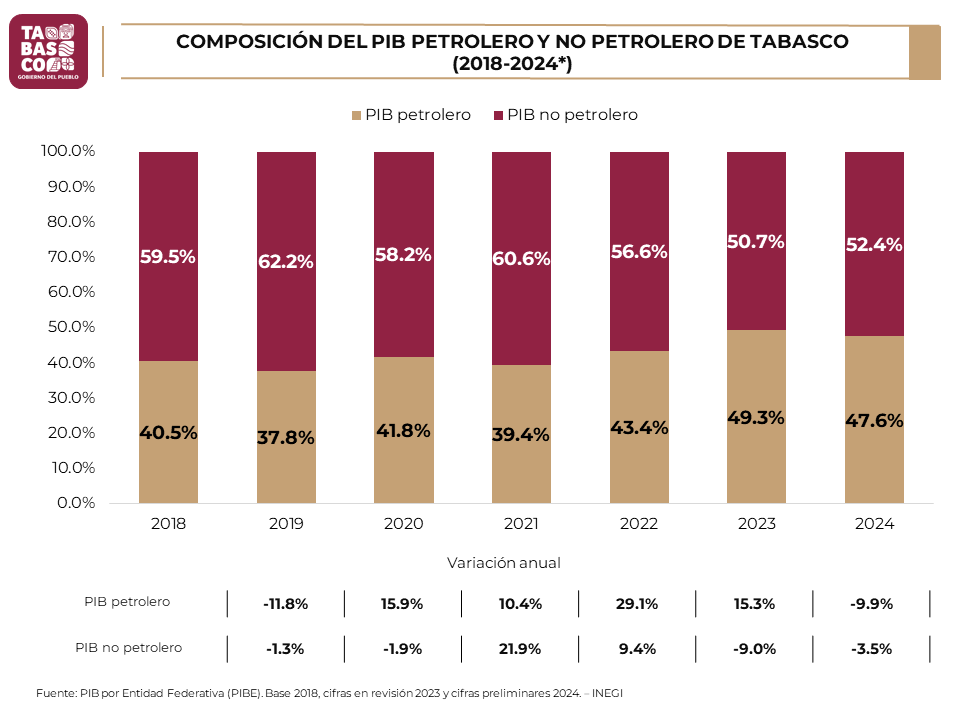 TA
BAS
CO
GOBIERNO DEL PUEBLO
COMPOSICIÓN DEL PIB PETROLERO Y NO PETROLERO DE TABASCO
(2018-2024*)
PIB petrolero PIB no petrolero
100.0%
90.0%
80.0%
70.0%
60.0%
50.0%
40.0%
30.0%
20.0%
10.0%
0.0%
59.5% 62.2% 58.2% 60.6% 56.6% 50.7% 52.4%
40.5% 37.8% 41.8% 39.4% 43.4% 49.3% 47.6%
2018 2019 2020 2021 2022 2023 2024
Variación anual
PIB petrolero -11.8% 15.9% 10.4% 29.1% 15.3% -9.9%
PIB no petrolero -1.3% -1.9% 21.9% 9.4% -9.0% -3.5%
Fuente: PIB por Entidad Federativa (PIBE). Base 2018, cifras en revisión 2023 y cifras preliminares 2024. – INEGI